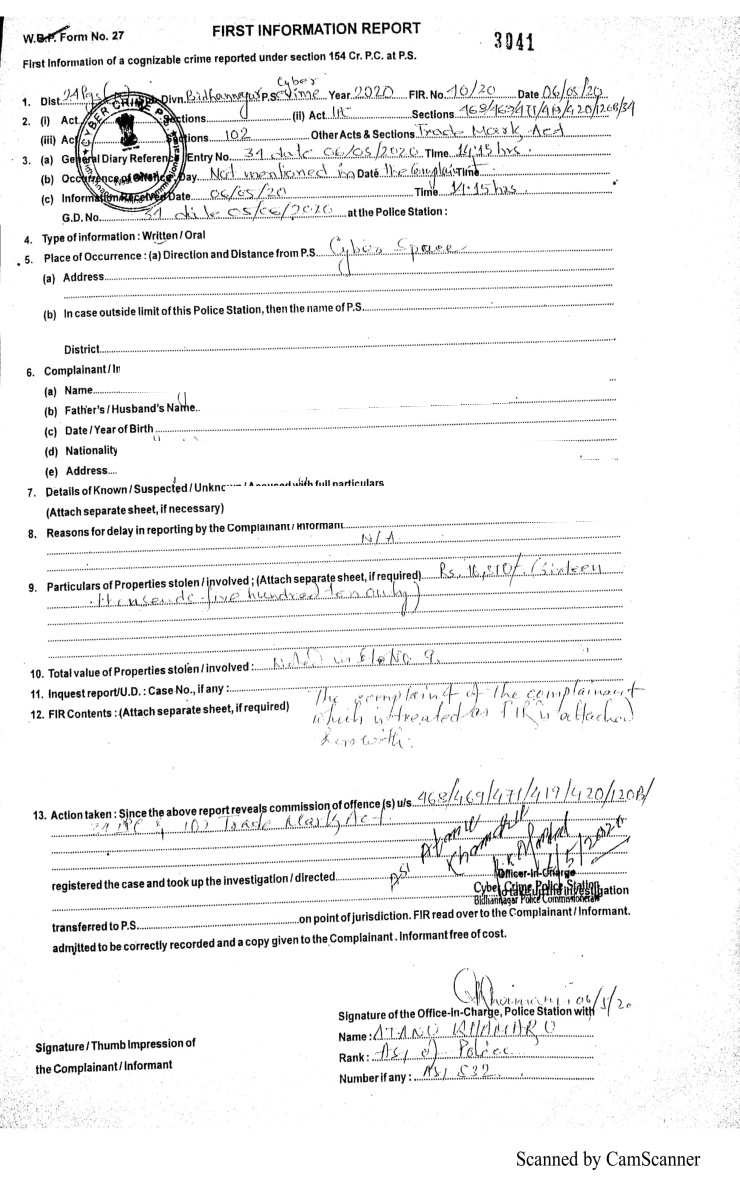 W.B.P. Form No. 27
FIRST INFORMATION REPORT
3041
First Information of a cognizable crime reported under section 154 Cr. P.C. at P.S.
1. Dist 24 Pgs (N) Divn. Bidhannagar P.S. Cyber Crime Year 2020 FIR. No. 10/20 Date 06/05/20
2. (i) Act Sections (ii) Act IPC Sections 468/469/471/419/420/120B/34
(iii) Act Sections 102 Other Acts & Sections Trade Mark Act
3. (a) General Diary Reference Entry No. 31 date 06/05/2020 Time 14:15 hrs.
(b) Occurrence of Offence Day Not mentioned in Date the Complaint Time
(c) Information Received Date 06/05/20 Time 14:15 hrs
G.D. No. 31 date 05/06/2020 at the Police Station :
4. Type of information : Written / Oral
5. Place of Occurrence : (a) Direction and Distance from P.S. Cyber Space
(a) Address
(b) In case outside limit of this Police Station, then the name of P.S.
District
6. Complainant / In
(a) Name
(b) Father's / Husband's Name
(c) Date / Year of Birth
(d) Nationality
(e) Address
7. Details of Known / Suspected / Unkn / Accused with full particulars
(Attach separate sheet, if necessary)
8. Reasons for delay in reporting by the Complainant / Informant
N/A
9. Particulars of Properties stolen / involved ; (Attach separate sheet, if required) Rs. 16,510/- (Sixteen
thousands five hundred ten only)
10. Total value of Properties stolen / involved : Noted in Sl. No 9.
11. Inquest report/U.D. : Case No., if any :
12. FIR Contents : (Attach separate sheet, if required) The complaint of the complainant
which is treated as FIR is attached
herewith.
13. Action taken : Since the above report reveals commission of offence (s) u/s 468/469/471/419/420/120B/
34 IPC & 102 Trade Marks Act.
registered the case and took up the investigation / directed ASI Atanu Khamaru
Officer-in-Charge
Cyber Crime Police Station
to take up the investigation
Bidhannagar Police Commissionerate
transferred to P.S. on point of jurisdiction. FIR read over to the Complainant / Informant.
admitted to be correctly recorded and a copy given to the Complainant . Informant free of cost.
06/5/20
Signature of the Office-in-Charge, Police Station with
Name : ATANU KHAMARU
Signature / Thumb Impression of
Rank : ASI of Police
the Complainant / Informant
Number if any : ASI 532
Scanned by CamScanner